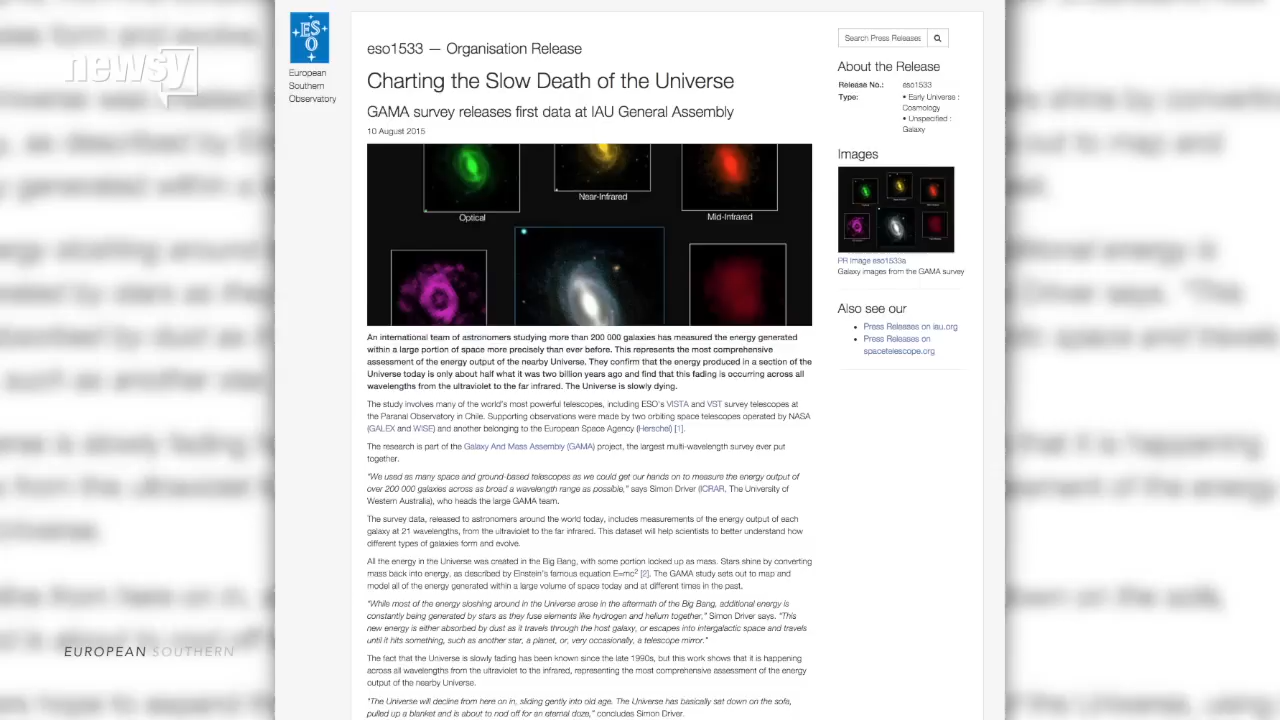 newsy
ES
O
European
Southern
Observatory
eso1533 — Organisation Release
Charting the Slow Death of the Universe
GAMA survey releases first data at IAU General Assembly
10 August 2015
Optical
Near-Infrared
Mid-Infrared
An international team of astronomers studying more than 200 000 galaxies has measured the energy generated
within a large portion of space more precisely than ever before. This represents the most comprehensive
assessment of the energy output of the nearby Universe. They confirm that the energy produced in a section of the
Universe today is only about half what it was two billion years ago and find that this fading is occurring across all
wavelengths from the ultraviolet to the far infrared. The Universe is slowly dying.
The study involves many of the world's most powerful telescopes, including ESO's VISTA and VST survey telescopes at
the Paranal Observatory in Chile. Supporting observations were made by two orbiting space telescopes operated by NASA
(GALEX and WISE) and another belonging to the European Space Agency (Herschel) [1].
The research is part of the Galaxy And Mass Assembly (GAMA) project, the largest multi-wavelength survey ever put
together.
"We used as many space and ground-based telescopes as we could get our hands on to measure the energy output of
over 200 000 galaxies across as broad a wavelength range as possible," says Simon Driver (ICRAR, The University of
Western Australia), who heads the large GAMA team.
The survey data, released to astronomers around the world today, includes measurements of the energy output of each
galaxy at 21 wavelengths, from the ultraviolet to the far infrared. This dataset will help scientists to better understand how
different types of galaxies form and evolve.
All the energy in the Universe was created in the Big Bang, with some portion locked up as mass. Stars shine by converting
mass back into energy, as described by Einstein's famous equation E=mc² [2]. The GAMA study sets out to map and
model all of the energy generated within a large volume of space today and at different times in the past.
"While most of the energy sloshing around in the Universe arose in the aftermath of the Big Bang, additional energy is
constantly being generated by stars as they fuse elements like hydrogen and helium together," Simon Driver says. "This
new energy is either absorbed by dust as it travels through the host galaxy, or escapes into intergalactic space and travels
until it hits something, such as another star, a planet, or, very occasionally, a telescope mirror."
The fact that the Universe is slowly fading has been known since the late 1990s, but this work shows that it is happening
across all wavelengths from the ultraviolet to the infrared, representing the most comprehensive assessment of the energy
output of the nearby Universe.
"The Universe will decline from here on in, sliding gently into old age. The Universe has basically sat down on the sofa,
pulled up a blanket and is about to nod off for an eternal doze," concludes Simon Driver.
Search Press Releases
About the Release
Release No.: eso1533
Type: • Early Universe :
Cosmology
• Unspecified :
Galaxy
Images
PR Image eso1533a
Galaxy images from the GAMA survey
Also see our
• Press Releases on iau.org
• Press Releases on
spacetelescope.org
EUROPEAN SOUTHERN